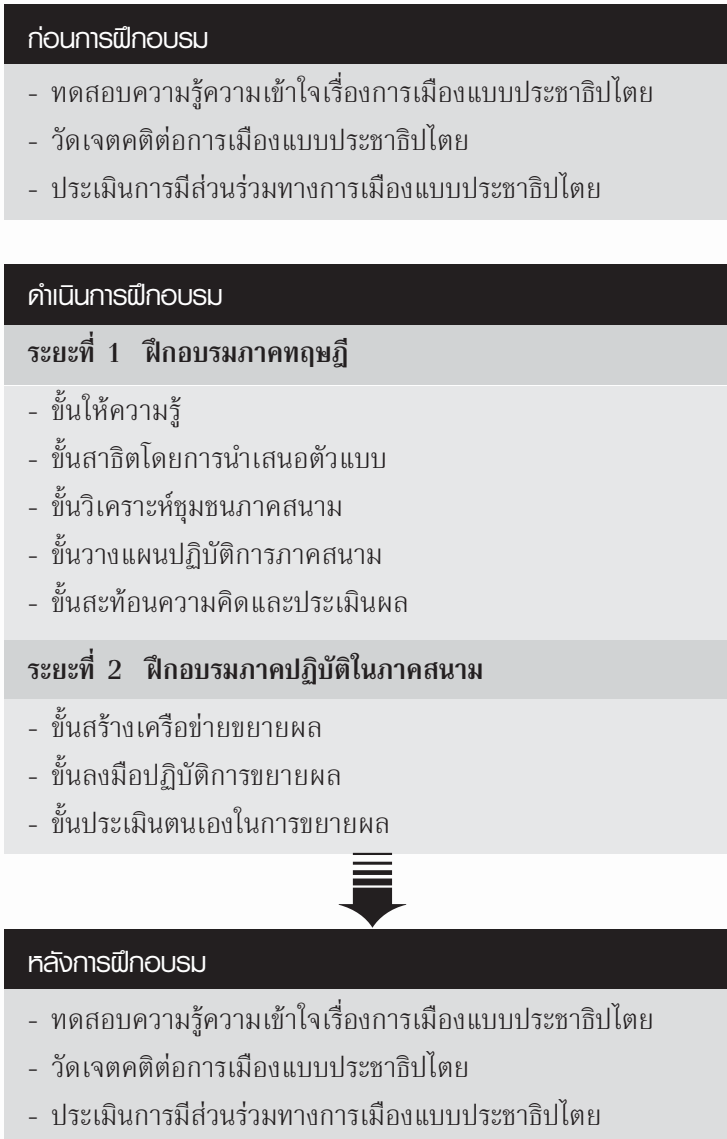 ก่อนการฝึกอบรม
- ทดสอบความรู้ความเข้าใจเรื่องการเมืองแบบประชาธิปไตย
- วัดเจตคติต่อการเมืองแบบประชาธิปไตย
- ประเมินการมีส่วนร่วมทางการเมืองแบบประชาธิปไตย
ดำเนินการฝึกอบรม
ระยะที่ 1 ฝึกอบรมภาคทฤษฎี
- ขั้นให้ความรู้
- ขั้นสาธิตโดยการนำเสนอตัวแบบ
- ขั้นวิเคราะห์ชุมชนภาคสนาม
- ขั้นวางแผนปฏิบัติการภาคสนาม
- ขั้นสะท้อนความคิดและประเมินผล
ระยะที่ 2 ฝึกอบรมภาคปฏิบัติในภาคสนาม
- ขั้นสร้างเครือข่ายขยายผล
- ขั้นลงมือปฏิบัติการขยายผล
- ขั้นประเมินตนเองในการขยายผล
หลังการฝึกอบรม
- ทดสอบความรู้ความเข้าใจเรื่องการเมืองแบบประชาธิปไตย
- วัดเจตคติต่อการเมืองแบบประชาธิปไตย
- ประเมินการมีส่วนร่วมทางการเมืองแบบประชาธิปไตย